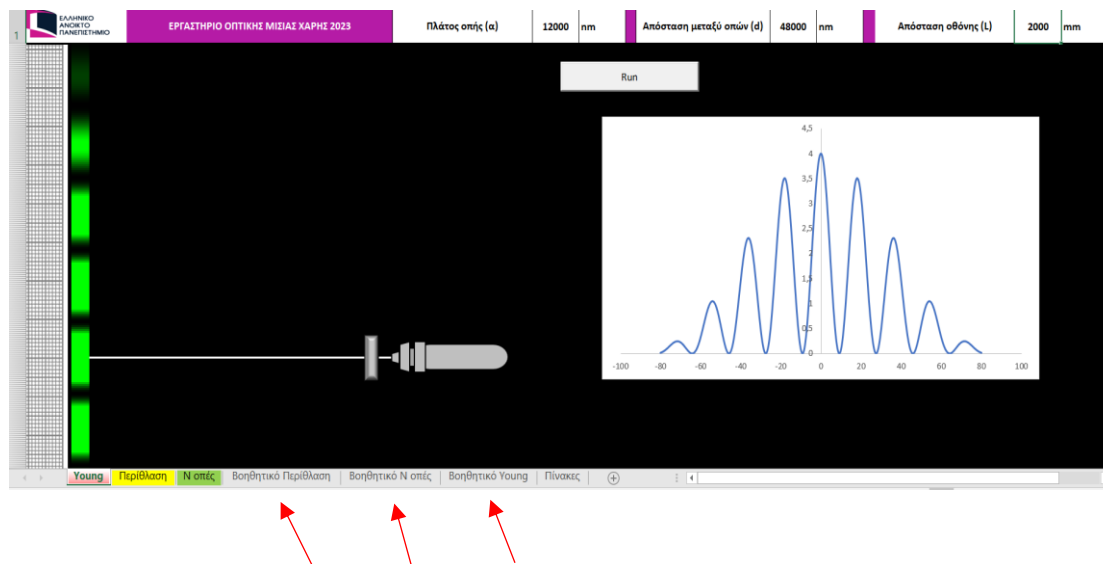 1
ΕΛΛΗΝΙΚΟ
ΑΝΟΙΚΤΟ
ΠΑΝΕΠΙΣΤΗΜΙΟ
ΕΡΓΑΣΤΗΡΙΟ ΟΠΤΙΚΗΣ ΜΙΣΙΑΣ ΧΑΡΗΣ 2023
Πλάτος οπής (α) 12000 nm
Απόσταση μεταξύ οπών (d) 48000 nm
Απόσταση οθόνης (L) 2000 mm
Run
4,5
4
3,5
3
2,5
2
1,5
1
0,5
0
-100 -80 -60 -40 -20 0 20 40 60 80 100
Young Περίθλαση Ν οπές Βοηθητικό Περίθλαση Βοηθητικό Ν οπές Βοηθητικό Young Πίνακες